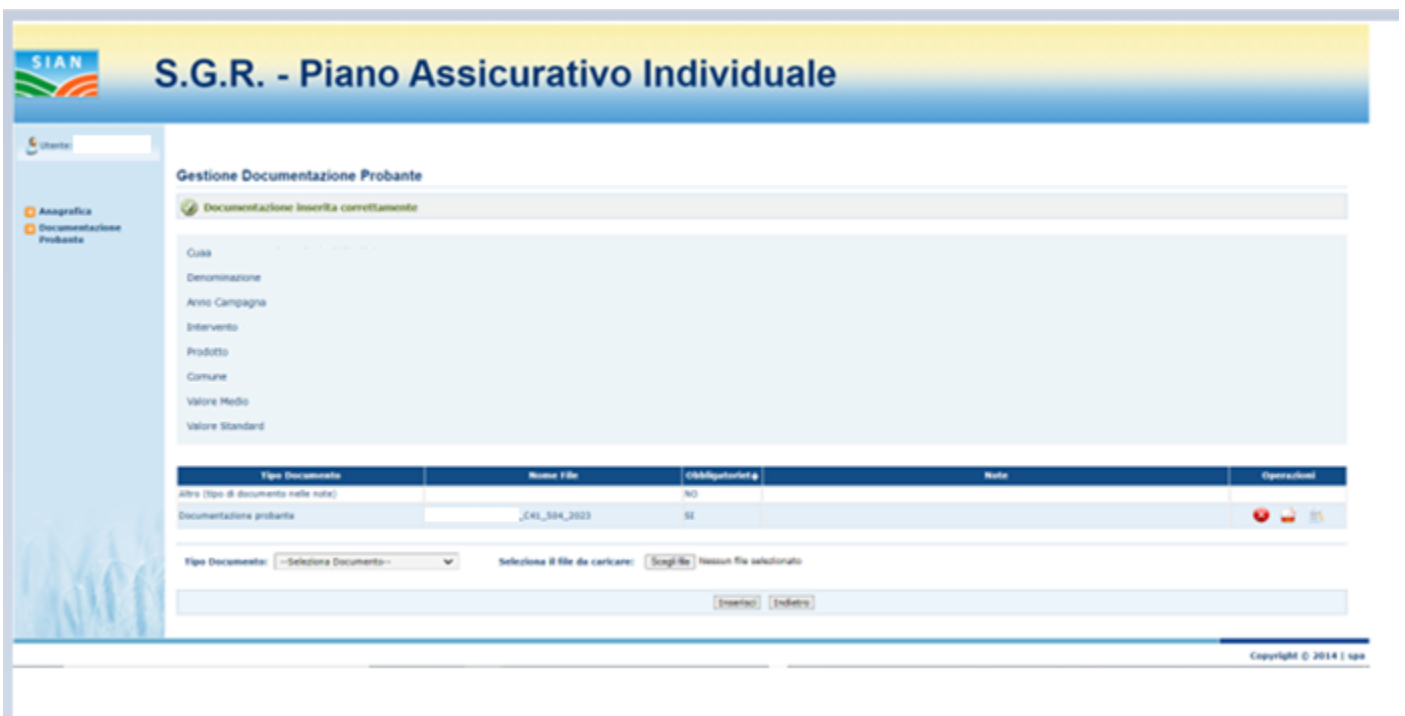 SIAN
S.G.R. - Piano Assicurativo Individuale
Utente:
Gestione Documentazione Probante
Documentazione inserita correttamente
Anagrafica
Documentazione
Probante
Cuaa
Denominazione
Anno Campagna
Intervento
Prodotto
Comune
Valore Medio
Valore Standard
Tipo Documento Nome File Obbligatorietà Note Operazioni
Altro (tipo di documento nelle note) NO
Documentazione probante _C41_504_2023 SI
Tipo Documento: --Seleziona Documento-- Seleziona il file da caricare: Scegli file Nessun file selezionato
Inserisci Indietro
Copyright © 2014 | spa